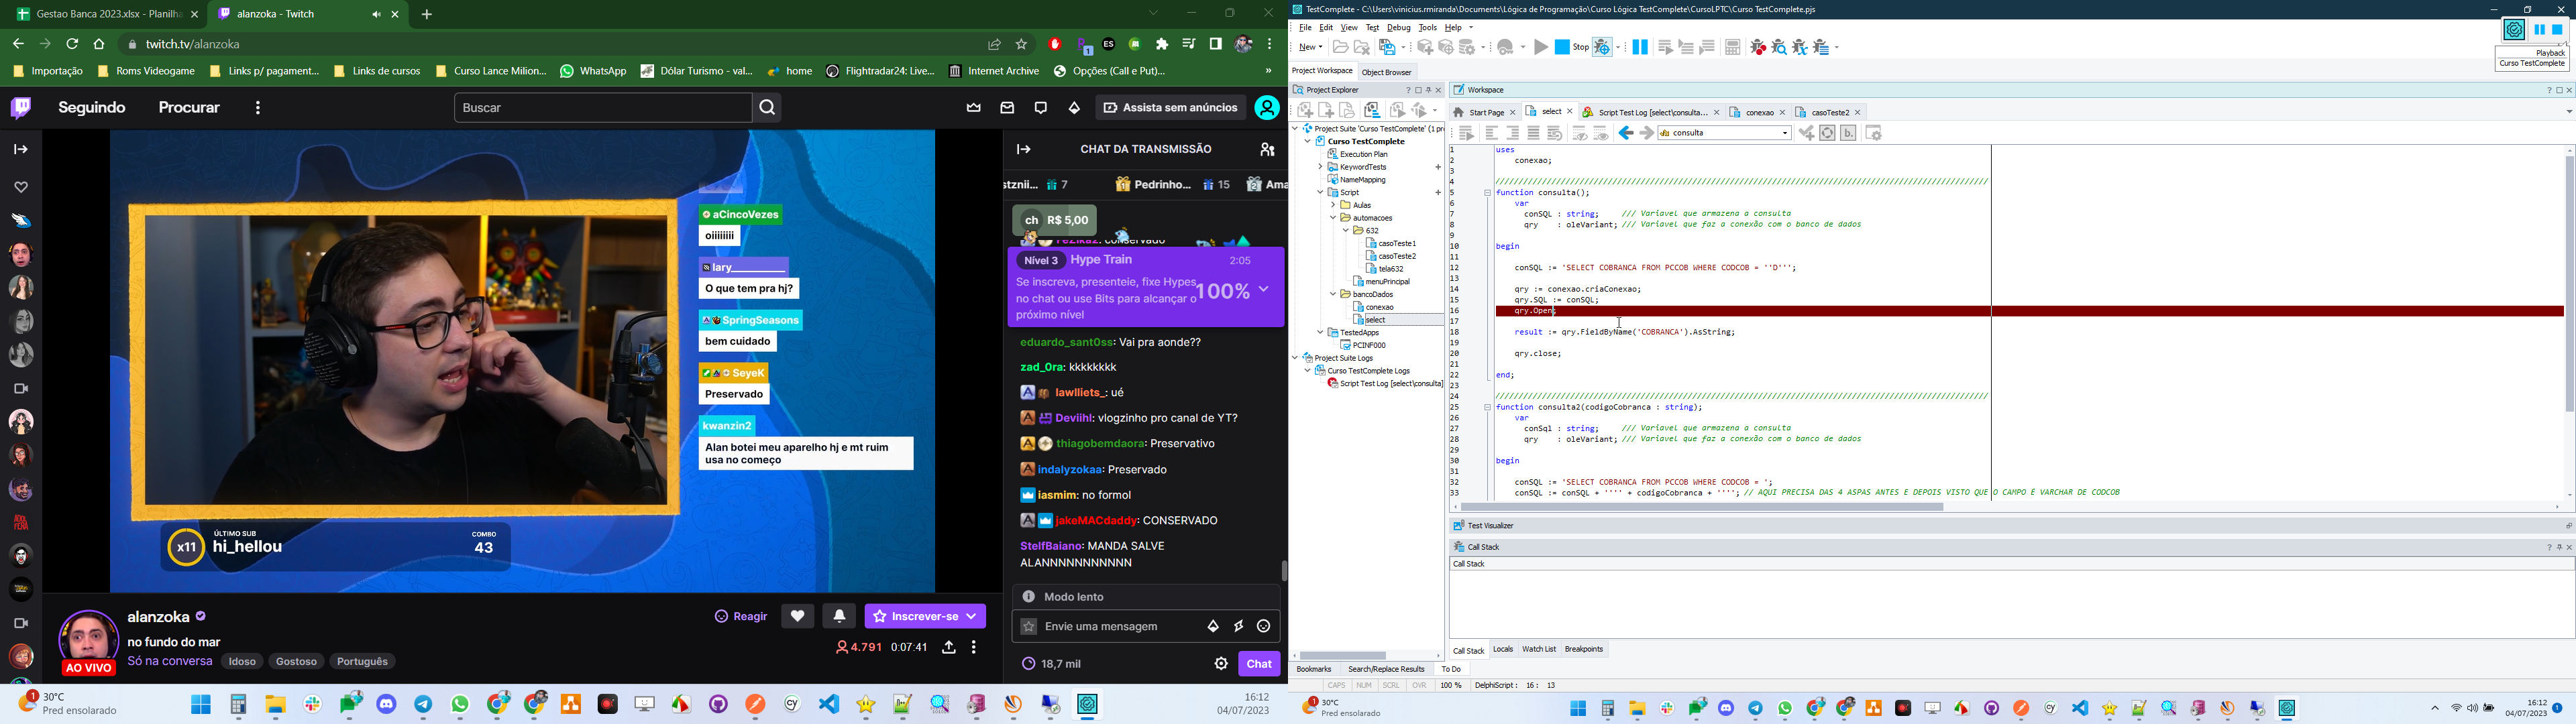 Gestao Banca 2023.xlsx - Planilha
alanzoka - Twitch
twitch.tv/alanzoka
Importação
Roms Videogame
Links p/ pagament...
Links de cursos
Curso Lance Milion...
WhatsApp
Dólar Turismo - val...
home
Flightradar24: Live...
Internet Archive
Opções (Call e Put)...
»
Seguindo
Procurar
Buscar
Assista sem anúncios
aCincoVezes
oiiiiiiii
lary__________
O que tem pra hj?
SpringSeasons
bem cuidado
SeyeK
Preservado
kwanzin2
Alan botei meu aparelho hj e mt ruim
usa no começo
x11
ÚLTIMO SUB
hi_hellou
COMBO
43
AO VIVO
alanzoka
no fundo do mar
Só na conversa
Idoso
Gostoso
Português
Reagir
Inscrever-se
4.791
0:07:41
CHAT DA TRANSMISSÃO
stznii... 7
Pedrinho... 15
Ama
ch R$ 5,00
Nível 3 Hype Train 2:05
Se inscreva, presenteie, fixe Hypes
no chat ou use Bits para alcançar o
próximo nível
100%
eduardo_sant0ss: Vai pra aonde??
zad_0ra: kkkkkkkk
lawlliets_: ué
Deviihl: vlogzinho pro canal de YT?
thiagobemdaora: Preservativo
indalyzokaa: Preservado
iasmim: no formol
jakeMACdaddy: CONSERVADO
StelfBaiano: MANDA SALVE
ALANNNNNNNNNNN
Modo lento
Envie uma mensagem
18,7 mil
Chat
30°C
Pred ensolarado
16:12
04/07/2023
TestComplete - C:\Users\vinicius.rmiranda\Documents\Lógica de Programação\Curso Lógica TestComplete\CursoLPTC\Curso TestComplete.pjs
File Edit View Test Debug Tools Help
New
Stop
Playback
Curso TestComplete
Project Workspace
Object Browser
Project Explorer
Project Suite 'Curso TestComplete' (1 pr
Curso TestComplete
Execution Plan
KeywordTests
NameMapping
Script
Aulas
automacoes
632
casoTeste1
casoTeste2
tela632
menuPrincipal
bancoDados
conexao
select
TestedApps
PCINF000
Project Suite Logs
Curso TestComplete Logs
Script Test Log [select\consulta]
Bookmarks
Search/Replace Results
To Do
Workspace
Start Page
select
Script Test Log [select\consulta...
conexao
casoTeste2
consulta
1 uses
2 conexao;
3
4 ////////////////////////////////////////////////////////////////////////////////////////////////////
5 function consulta();
6 var
7 conSQL : string; /// Variavel que armazena a consulta
8 qry : oleVariant; /// Variavel que faz a conexão com o banco de dados
9
10 begin
11
12 conSQL := 'SELECT COBRANCA FROM PCCOB WHERE CODCOB = ''D''';
13
14 qry := conexao.criaConexao;
15 qry.SQL := conSQL;
16 qry.Open;
17
18 result := qry.FieldByName('COBRANCA').AsString;
19
20 qry.close;
21
22 end;
23
24 ////////////////////////////////////////////////////////////////////////////////////////////////////
25 function consulta2(codigoCobranca : string);
26 var
27 conSql : string; /// Variavel que armazena a consulta
28 qry : oleVariant; /// Variavel que faz a conexão com o banco de dados
29
30 begin
31
32 conSQL := 'SELECT COBRANCA FROM PCCOB WHERE CODCOB = ';
33 conSQL := conSQL + '''' + codigoCobranca + ''''; // AQUI PRECISA DAS 4 ASPAS ANTES E DEPOIS VISTO QUE O CAMPO É VARCHAR DE CODCOB
Test Visualizer
Call Stack
Call Stack
Call Stack
Locals
Watch List
Breakpoints
CAPS NUM SCRL OVR 100 % DelphiScript : 16: 13
30°C
Pred ensolarado
16:12
04/07/2023